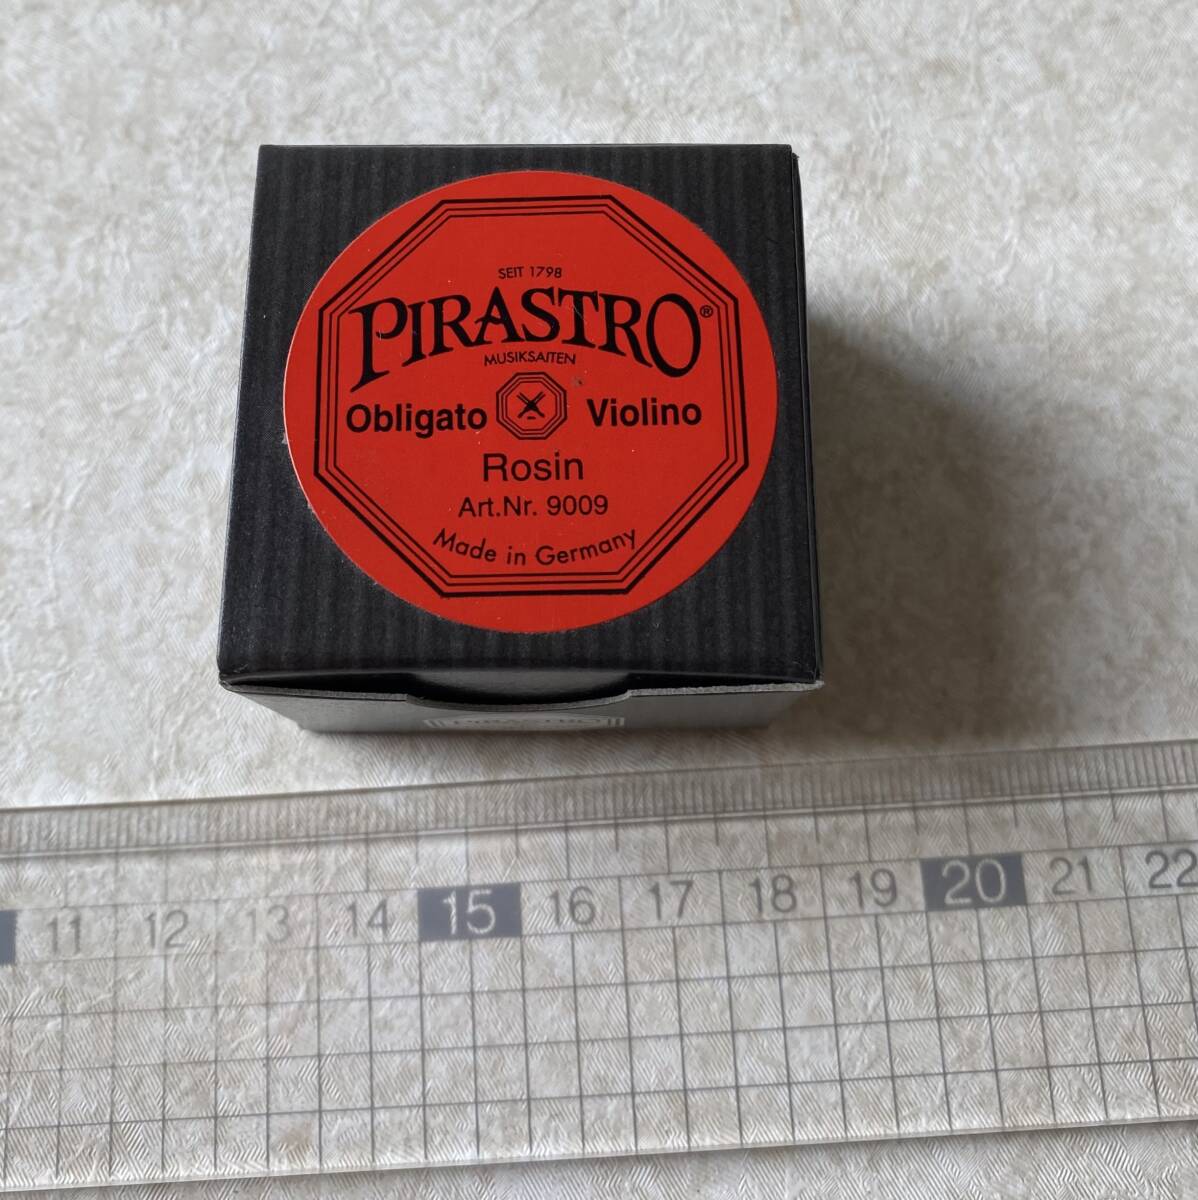 SEIT 1798
PIRASTRO®
MUSIKSAITEN
Obligato Violino
Rosin
Art.Nr. 9009
Made in Germany
PIRASTRO
11 12 13 14 15 16 17 18 19 20 21 22